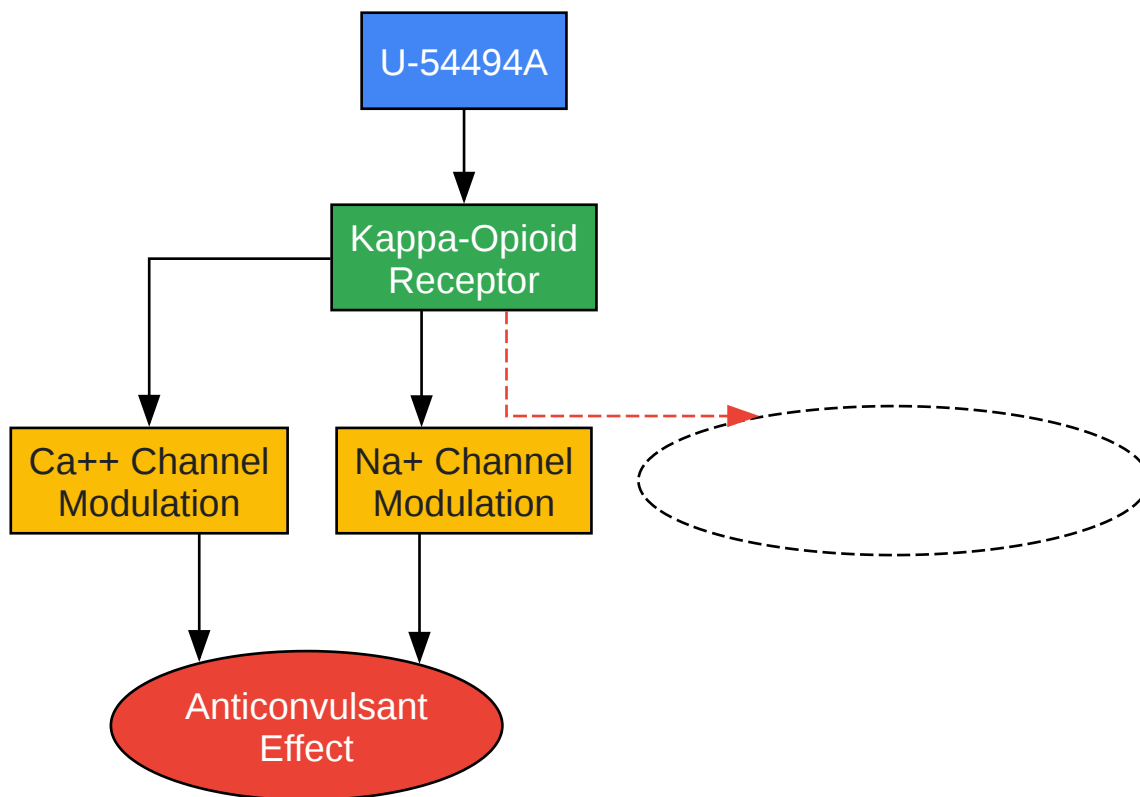 U-54494A
Kappa-Opioid
Receptor
Ca++ Channel
Modulation
Na+ Channel
Modulation
Anticonvulsant
Effect